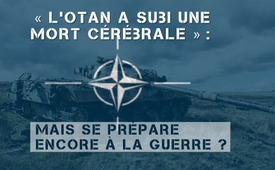 « L'OTAN A SUBI UNE
MORT CÉRÉBRALE » :
MAIS SE PRÉPARE
ENCORE À LA GUERRE ?